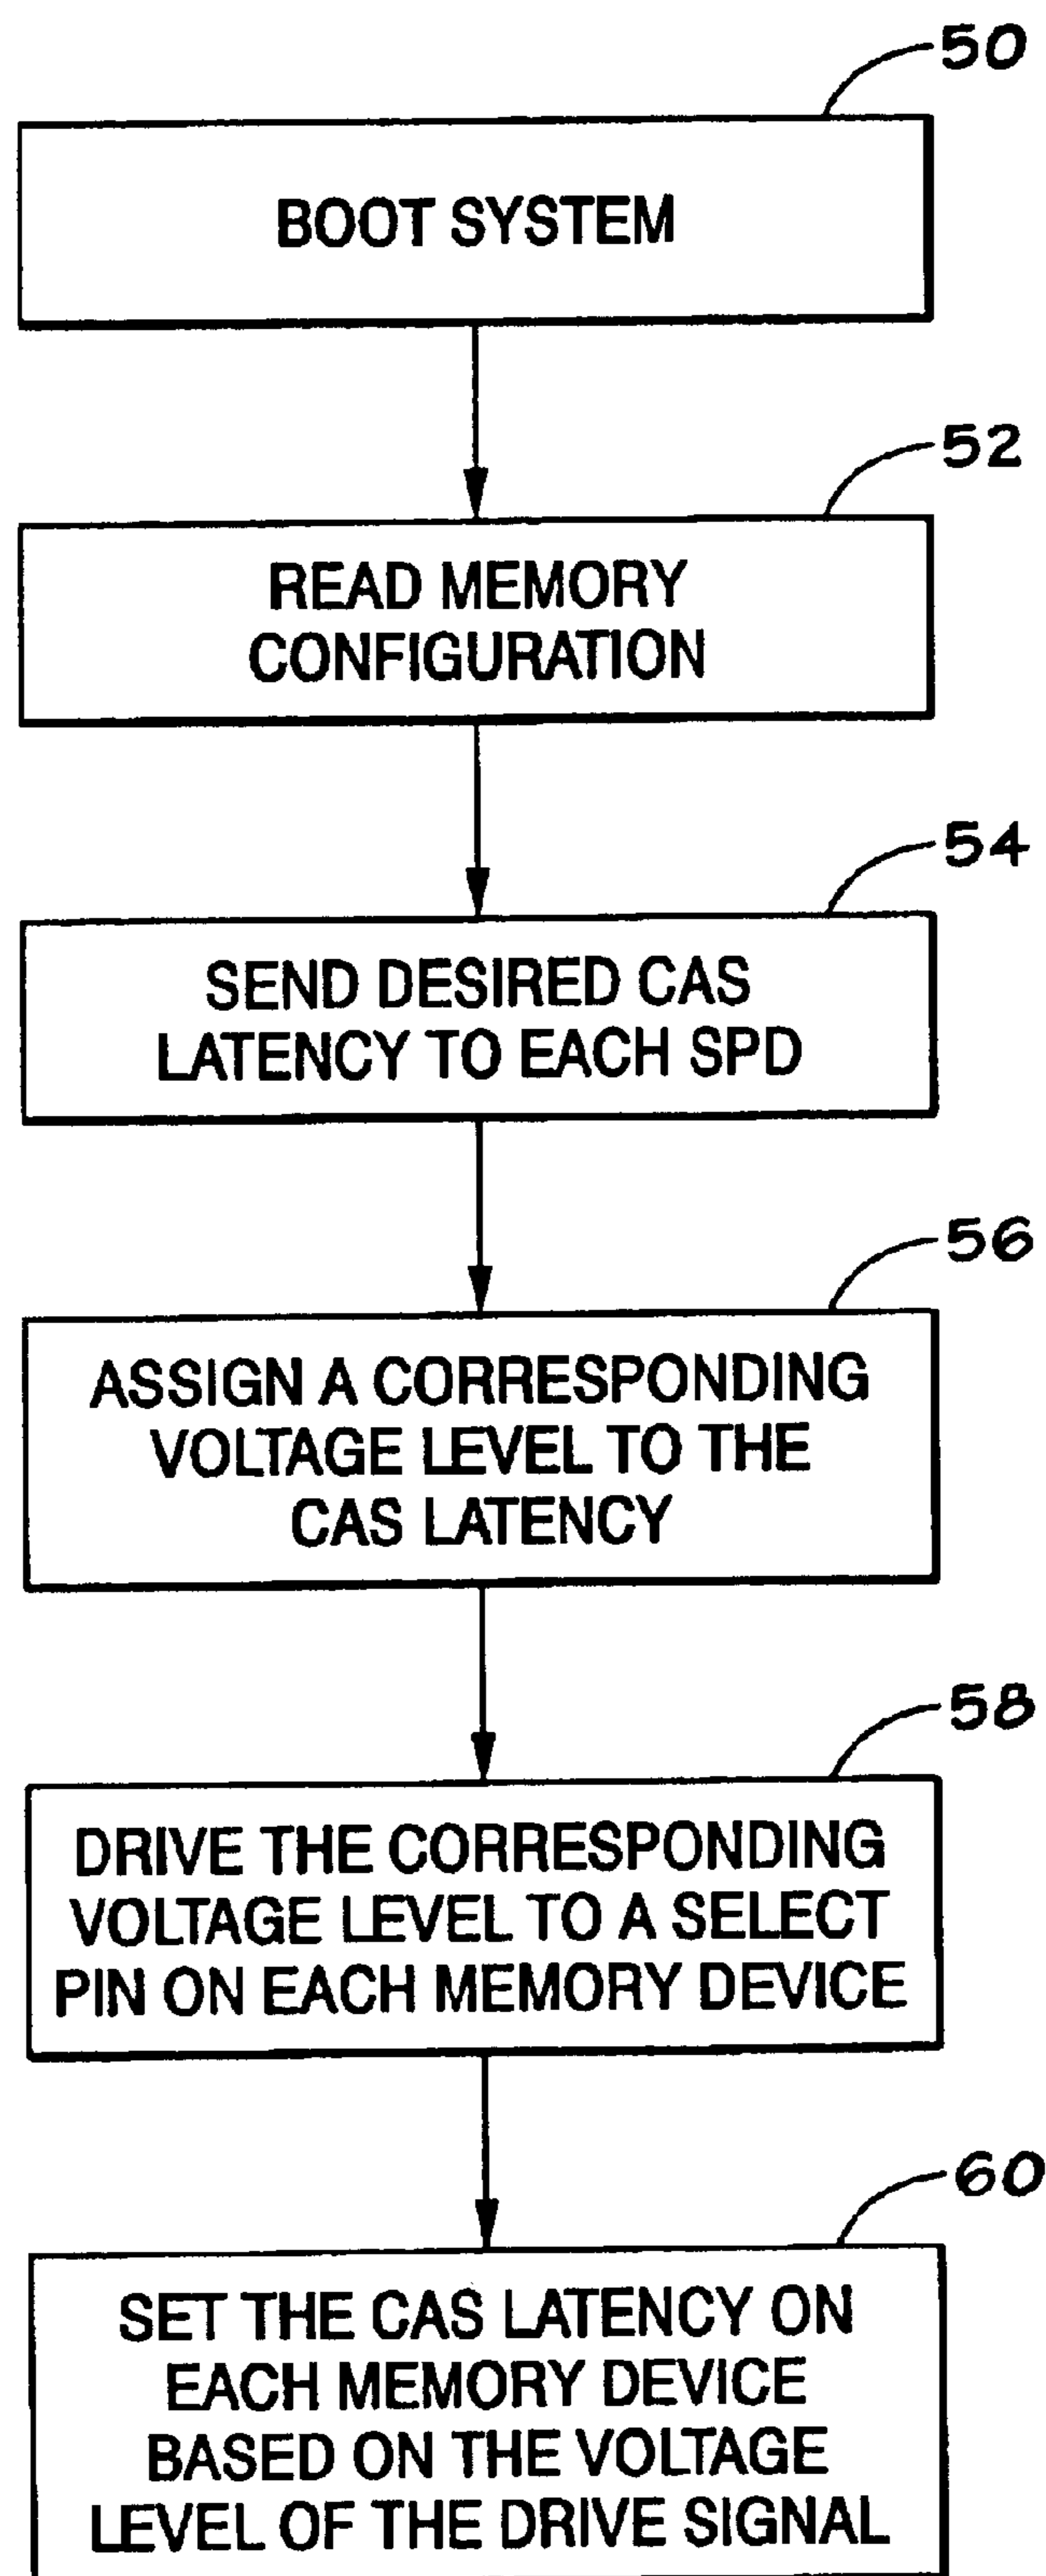 50
BOOT SYSTEM
52
READ MEMORY
CONFIGURATION
54
SEND DESIRED CAS
LATENCY TO EACH SPD
56
ASSIGN A CORRESPONDING
VOLTAGE LEVEL TO THE
CAS LATENCY
58
DRIVE THE CORRESPONDING
VOLTAGE LEVEL TO A SELECT
PIN ON EACH MEMORY DEVICE
60
SET THE CAS LATENCY ON
EACH MEMORY DEVICE
BASED ON THE VOLTAGE
LEVEL OF THE DRIVE SIGNAL